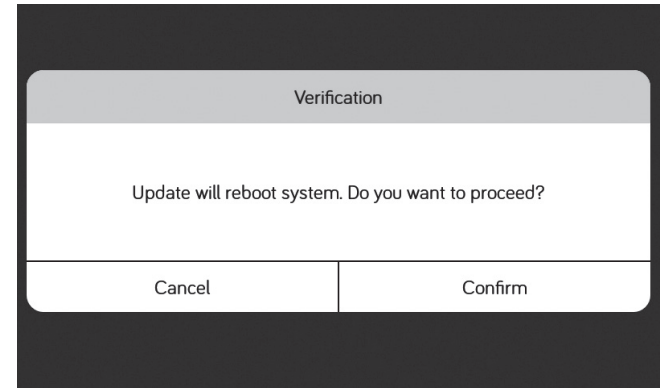 Verification
Update will reboot system. Do you want to proceed?
Cancel
Confirm